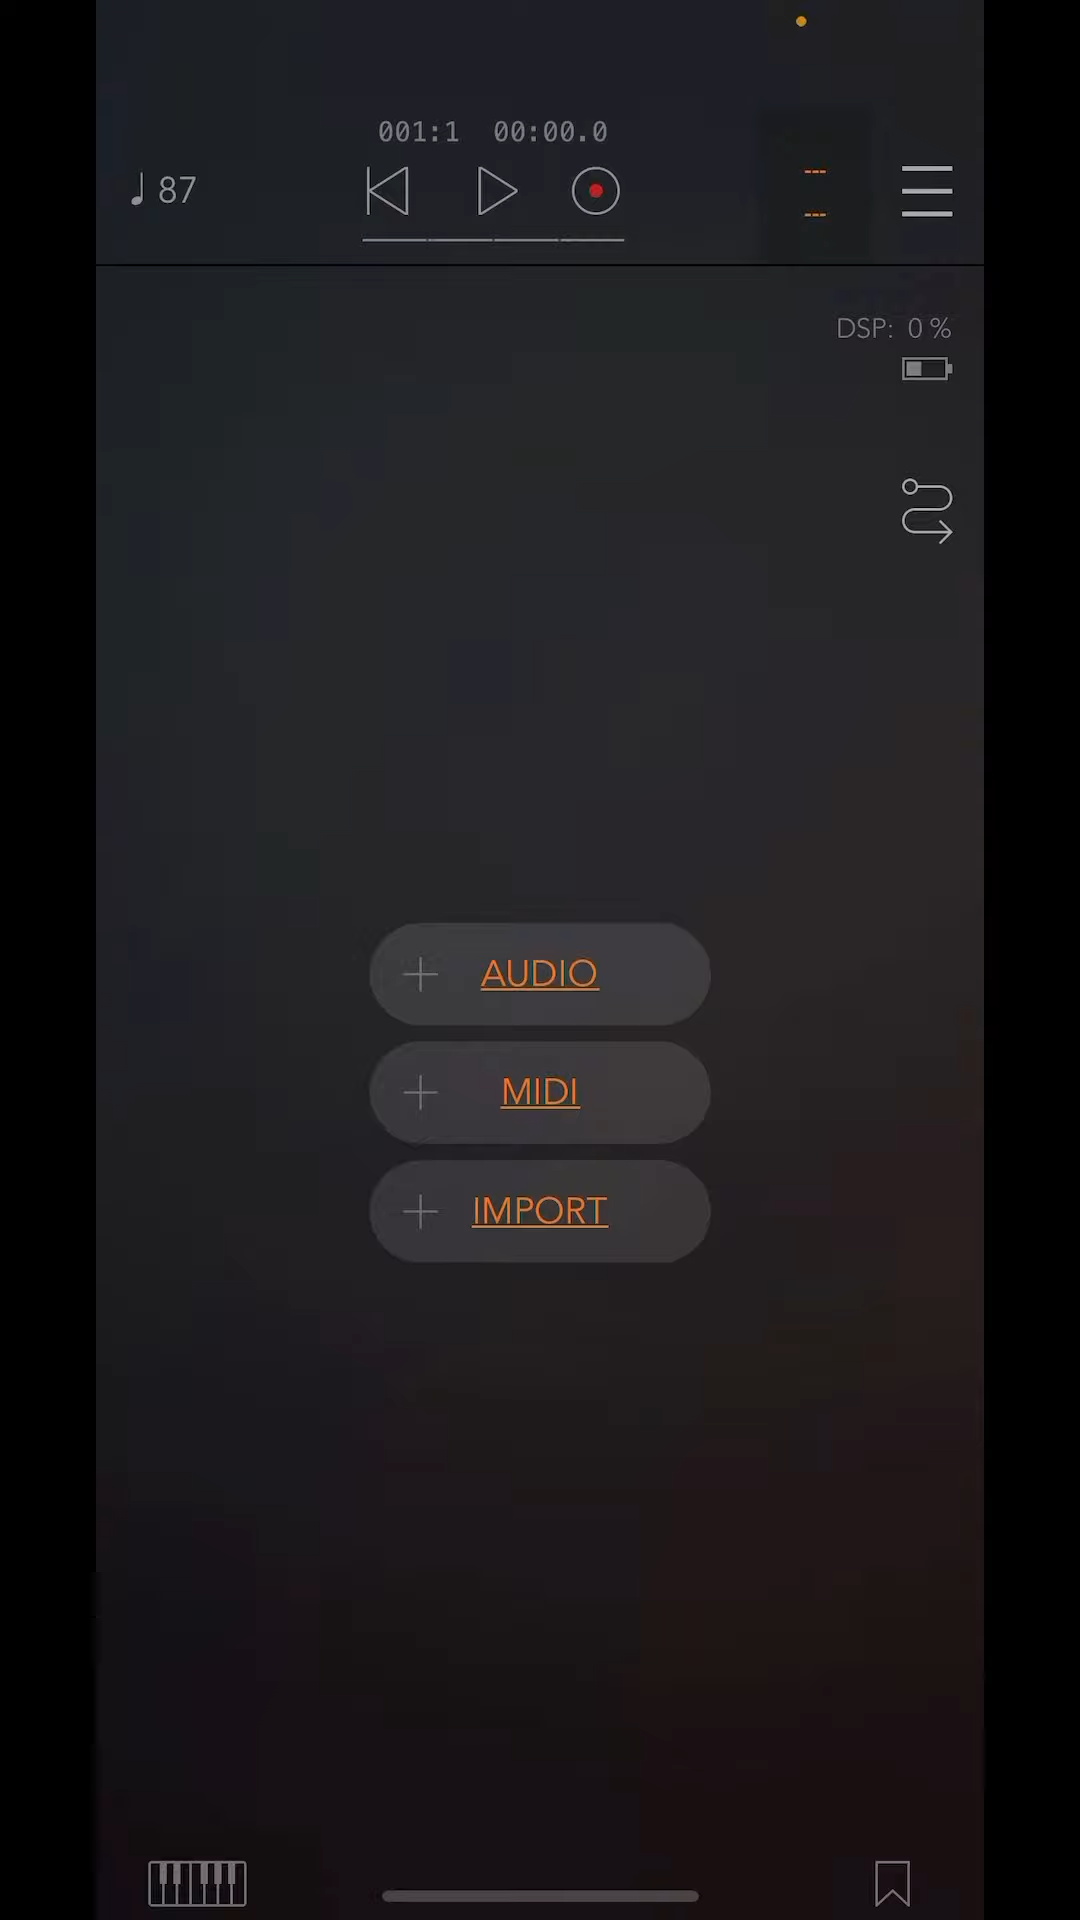 001:1 00:00.0
♩ 87
---
---
DSP: 0 %
AUDIO
MIDI
IMPORT